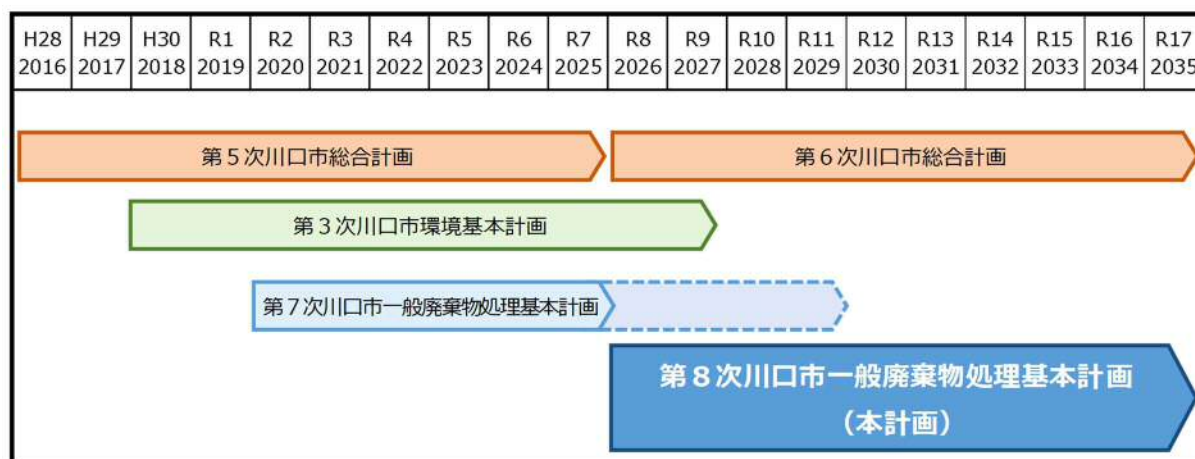 H28 H29 H30 R1 R2 R3 R4 R5 R6 R7 R8 R9 R10 R11 R12 R13 R14 R15 R16 R17
2016 2017 2018 2019 2020 2021 2022 2023 2024 2025 2026 2027 2028 2029 2030 2031 2032 2033 2034 2035
第5次川口市総合計画 第6次川口市総合計画
第3次川口市環境基本計画
第7次川口市一般廃棄物処理基本計画
第8次川口市一般廃棄物処理基本計画
（本計画）